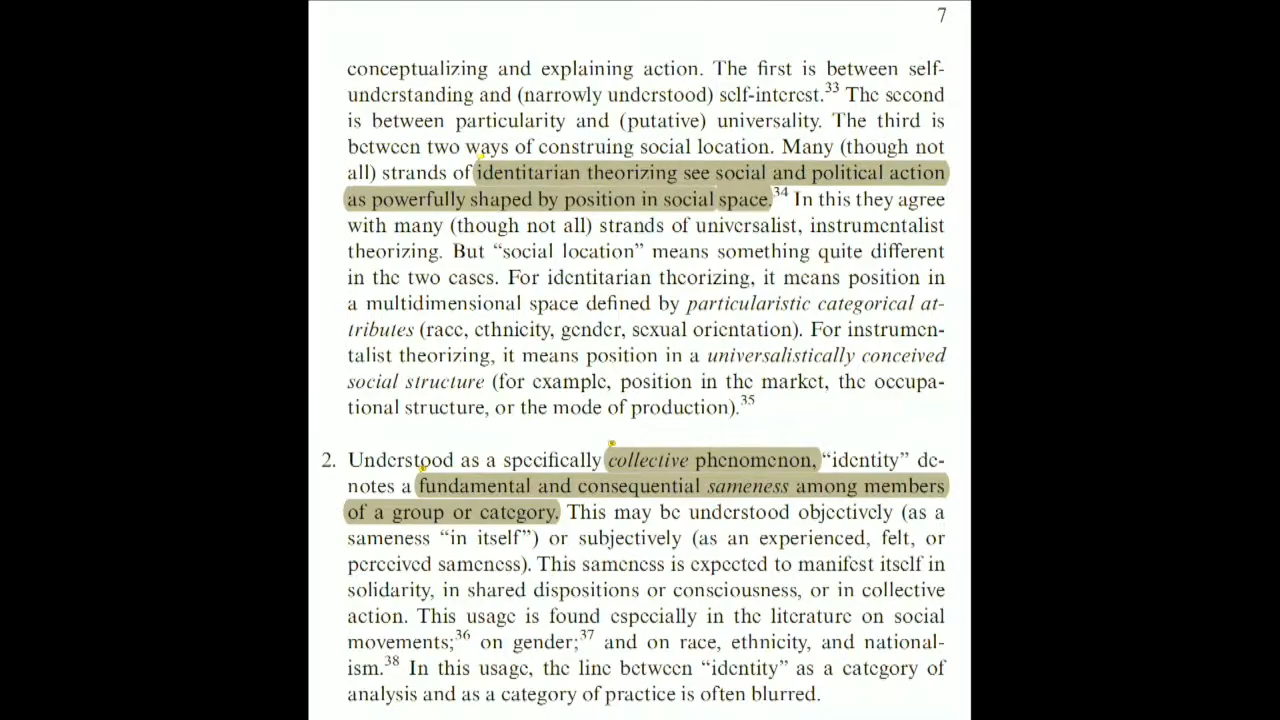 7
conceptualizing and explaining action. The first is between self-
understanding and (narrowly understood) self-interest.33 The second
is between particularity and (putative) universality. The third is
between two ways of construing social location. Many (though not
all) strands of identitarian theorizing see social and political action
as powerfully shaped by position in social space.34 In this they agree
with many (though not all) strands of universalist, instrumentalist
theorizing. But “social location” means something quite different
in the two cases. For identitarian theorizing, it means position in
a multidimensional space defined by particularistic categorical at-
tributes (race, ethnicity, gender, sexual orientation). For instrumen-
talist theorizing, it means position in a universalistically conceived
social structure (for example, position in the market, the occupa-
tional structure, or the mode of production).35
2. Understood as a specifically collective phenomenon, “identity” de-
notes a fundamental and consequential sameness among members
of a group or category. This may be understood objectively (as a
sameness “in itself”) or subjectively (as an experienced, felt, or
perceived sameness). This sameness is expected to manifest itself in
solidarity, in shared dispositions or consciousness, or in collective
action. This usage is found especially in the literature on social
movements;36 on gender;37 and on race, ethnicity, and national-
ism.38 In this usage, the line between “identity” as a category of
analysis and as a category of practice is often blurred.